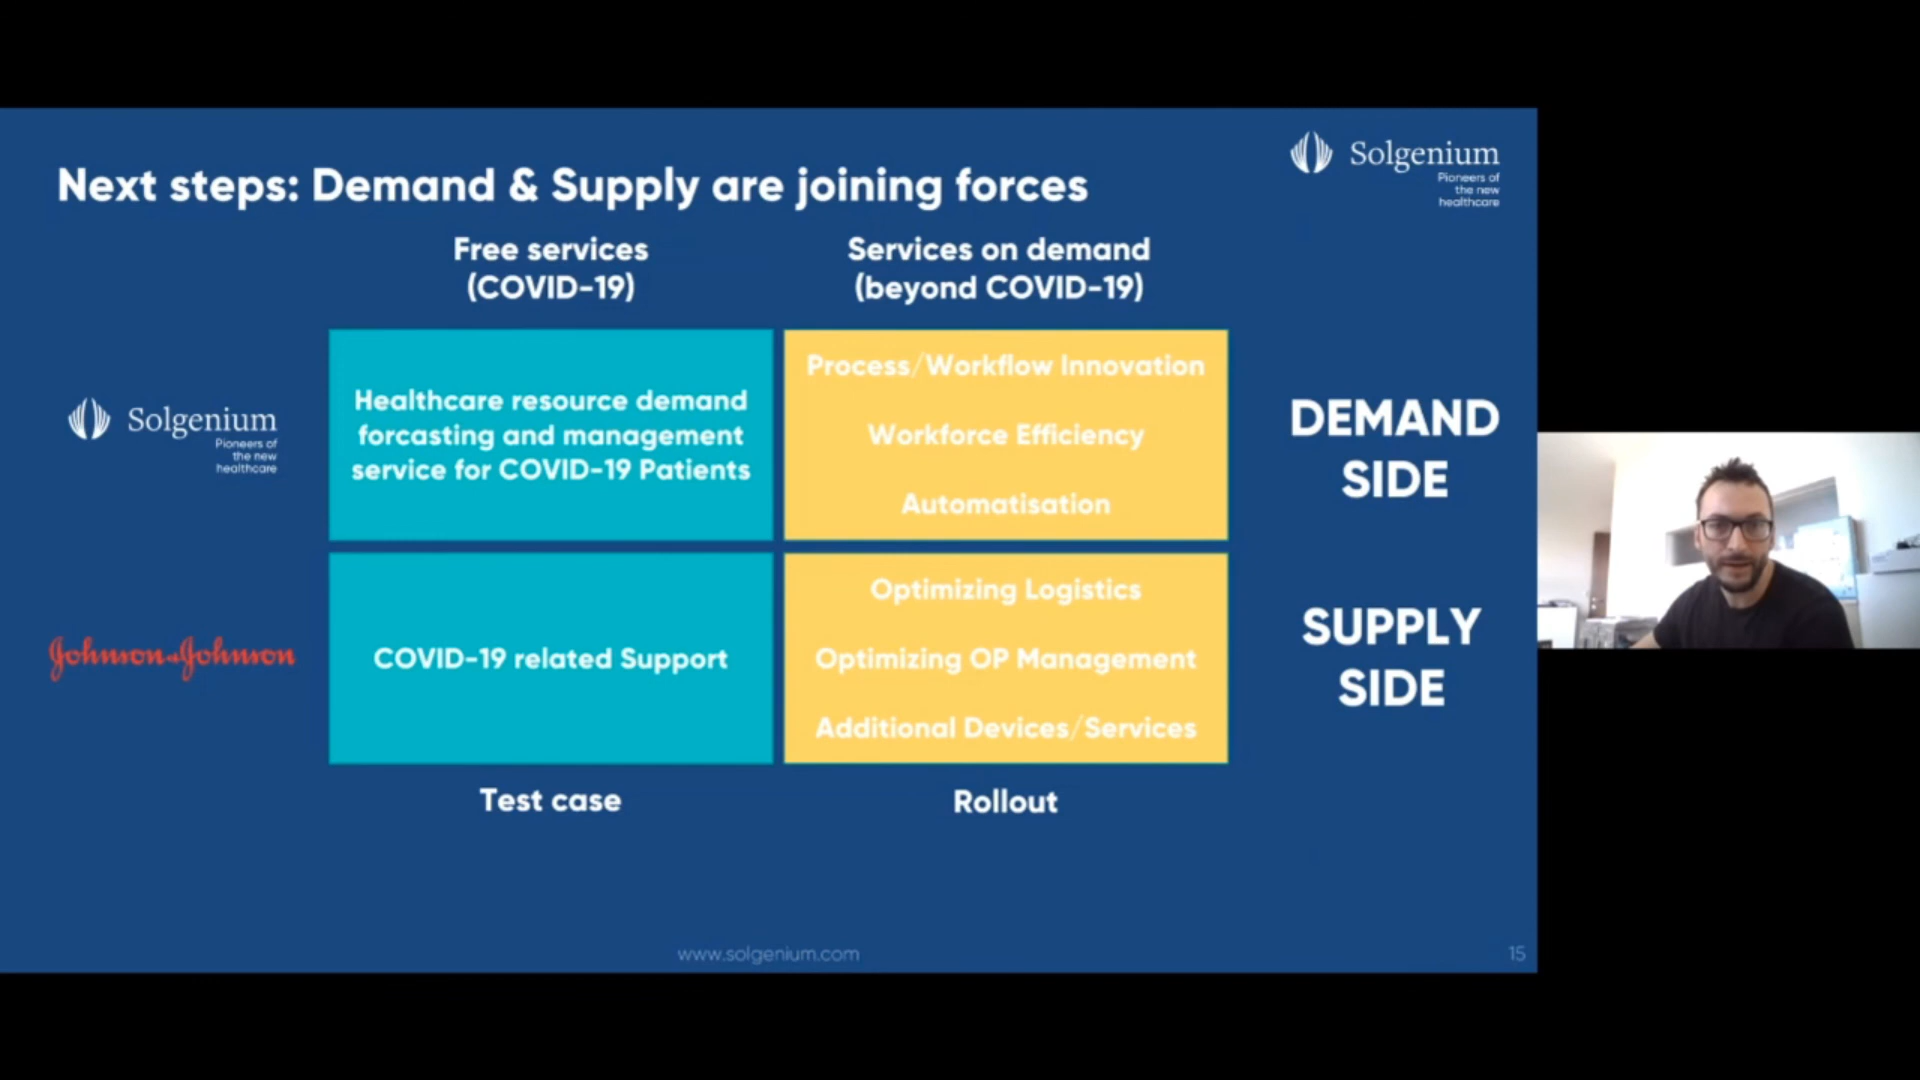 Solgenium
Pioneers of
the new
healthcare
Next steps: Demand & Supply are joining forces
Free services
(COVID-19)
Services on demand
(beyond COVID-19)
Solgenium
Pioneers of
the new
healthcare
Healthcare resource demand
forcasting and management
service for COVID-19 Patients
Process/Workflow Innovation
Workforce Efficiency
Automatisation
DEMAND
SIDE
Johnson & Johnson
COVID-19 related Support
Optimizing Logistics
Optimizing OP Management
Additional Devices/Services
SUPPLY
SIDE
Test case
Rollout
www.solgenium.com
15